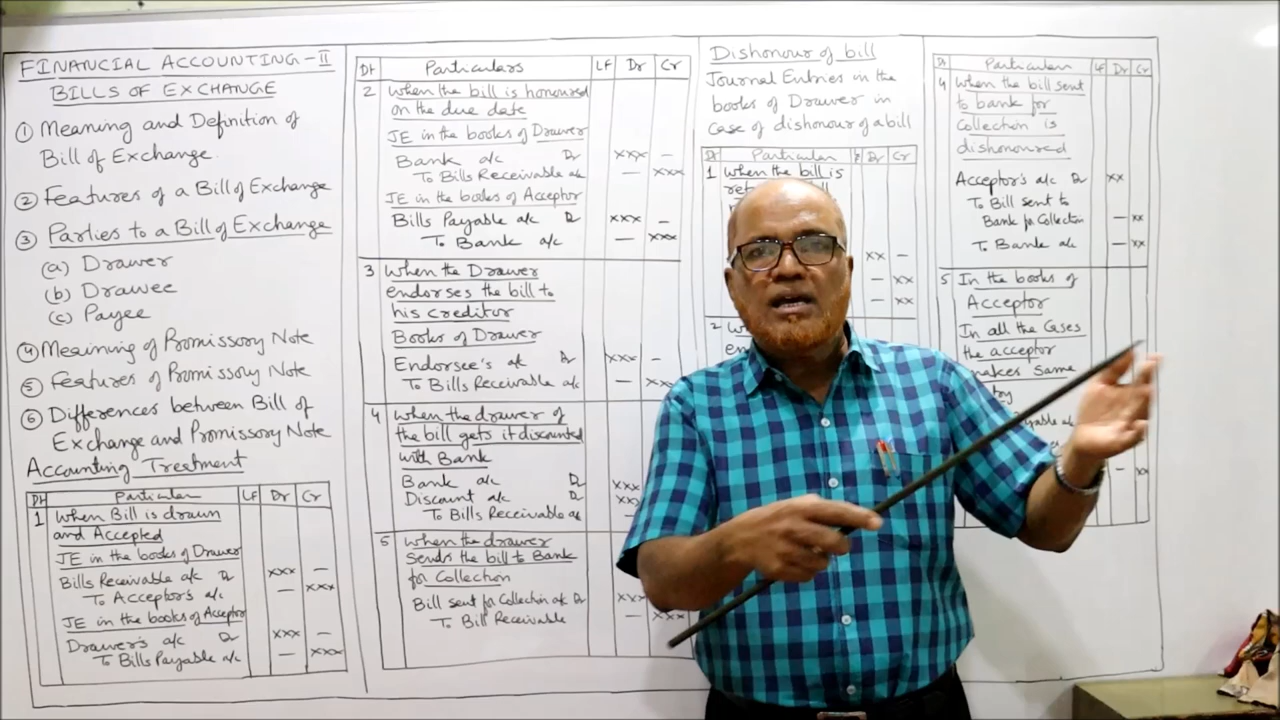 FINANCIAL ACCOUNTING - II
BILLS OF EXCHANGE
① Meaning and Definition of
Bill of Exchange.
② Features of a Bill of Exchange
③ Parties to a Bill of Exchange
(a) Drawer
(b) Drawee
(c) Payee
④ Meaining of Promissory Note
⑤ Features of Promissory Note
⑥ Differences between Bill of
Exchange and Promissory Note
Accounting Treatment
Dt Particular LF Dr Cr
1 When Bill is drawn
and Accepted
JE in the books of Drawer
Bills Receivable a/c Dr xxx —
To Acceptor's a/c — xxx
JE in the books of Acceptor
Drawer's a/c Dr xxx —
To Bills Payable a/c — xxx
Dt Particulars LF Dr Cr
2 When the bill is honoured
on the due date
JE in the books of Drawer
Bank a/c Dr xxx —
To Bills Receivable a/c — xxx
JE in the books of Acceptor
Bills Payable a/c Dr xxx —
To Bank a/c — xxx
3 When the Drawer
endorses the bill to
his creditor
Books of Drawer
Endorsee's a/c Dr xxx —
To Bills Receivable a/c — xxx
4 When the drawer of
the bill gets it discounted
with Bank
Bank a/c Dr xxx
Discount a/c Dr xxx
To Bills Receivable a/c —
5 When the drawer
sends the bill to Bank
for Collection
Bill sent for Collection a/c Dr xxx
To Bill Receivable — xxx
Dishonour of bill
Journal Entries in the
books of Drawer in
case of dishonour of a bill
Dt Particular Dr Cr
1 When the bill is
xx —
— xx
— xx
2
Dt Particulars LF Dr Cr
4 When the bill sent
to bank for
Collection is
dishonoured
Acceptor's a/c Dr xx
To Bill sent to
Bank for Collection — xx
To Bank a/c — xx
5 In the books of
Acceptor
In all the Cases
the acceptor
makes same
— xx